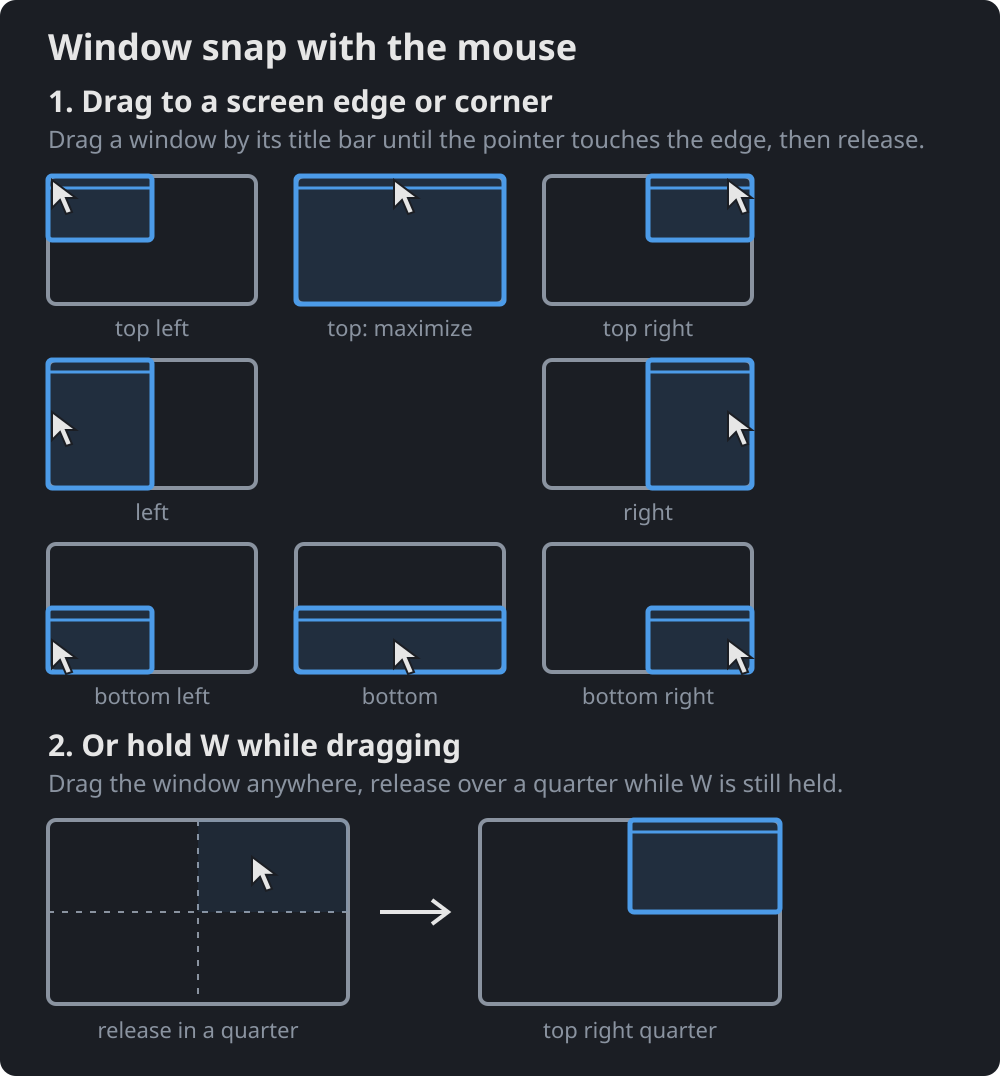 Window snap with the mouse
1. Drag to a screen edge or corner
Drag a window by its title bar until the pointer touches the edge, then release.
top left
top: maximize
top right
left
right
bottom left
bottom
bottom right
2. Or hold W while dragging
Drag the window anywhere, release over a quarter while W is still held.
release in a quarter
top right quarter